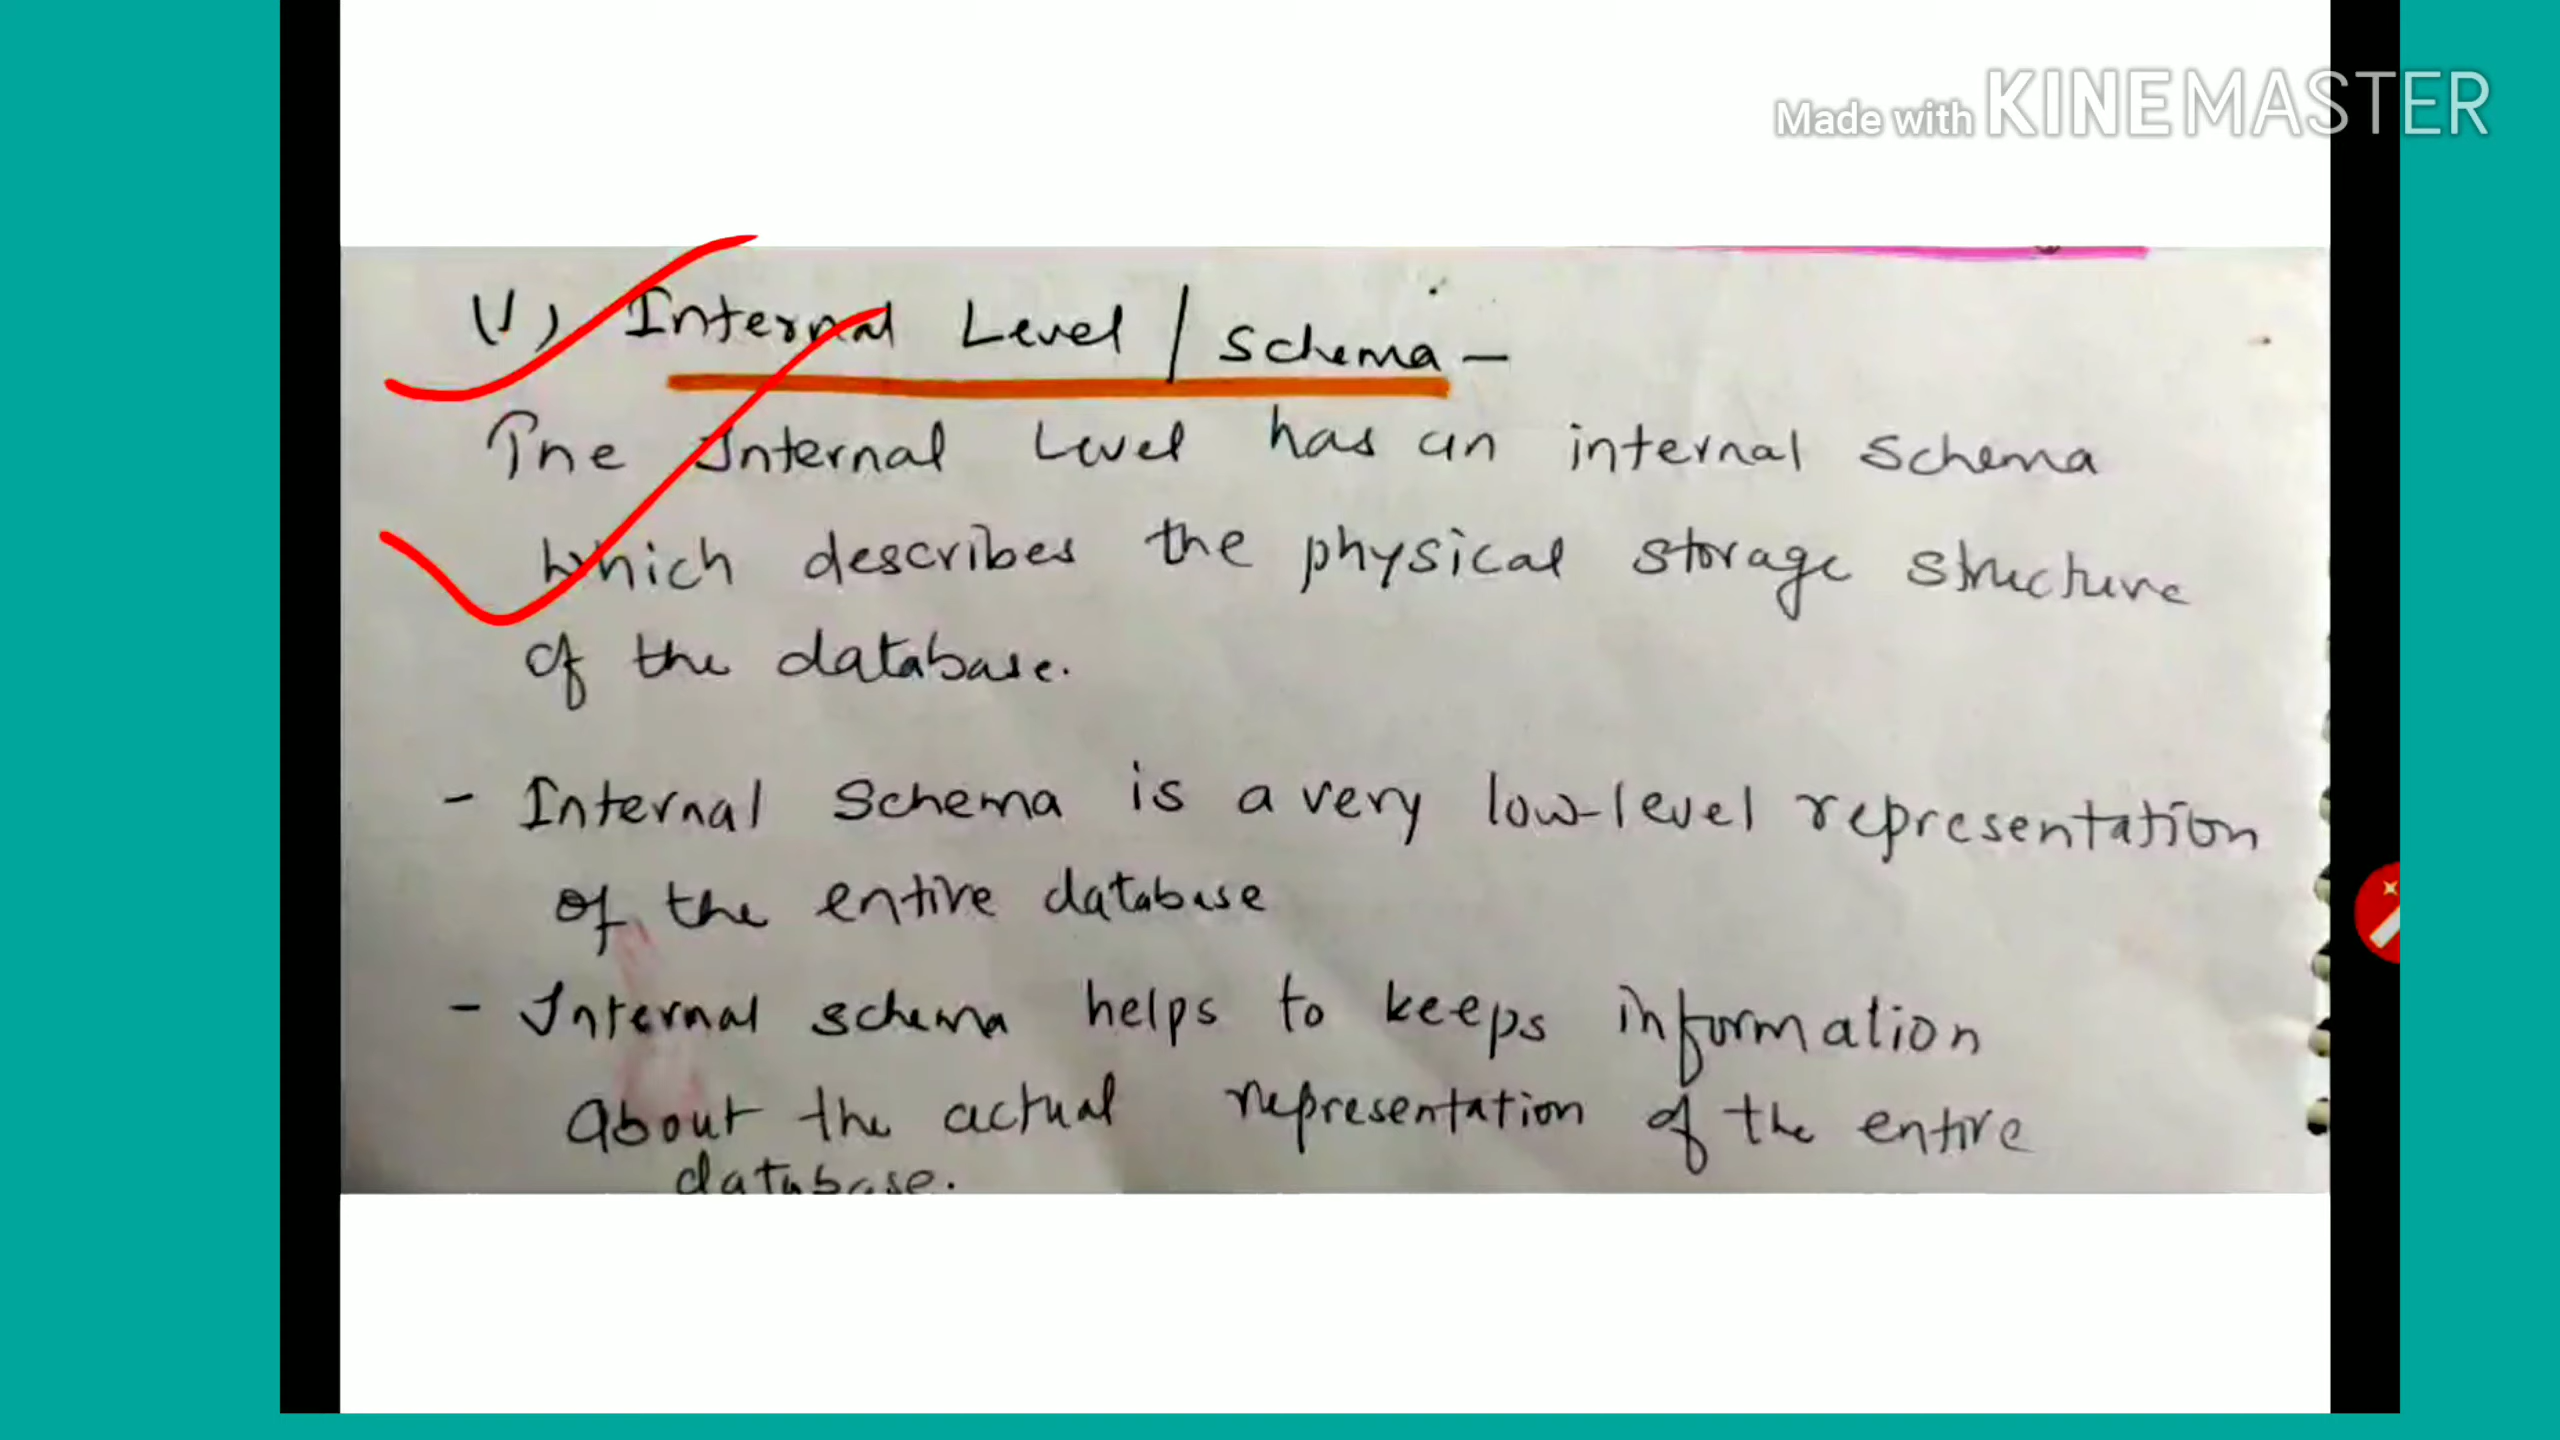 Made with KINEMASTER
(1) Internal Level / Schema -
The Internal Level has an internal schema
which describes the physical storage structure
of the database.
- Internal Schema is a very low-level representation
of the entire database
- Internal schema helps to keeps information
About the actual representation of the entire
database.